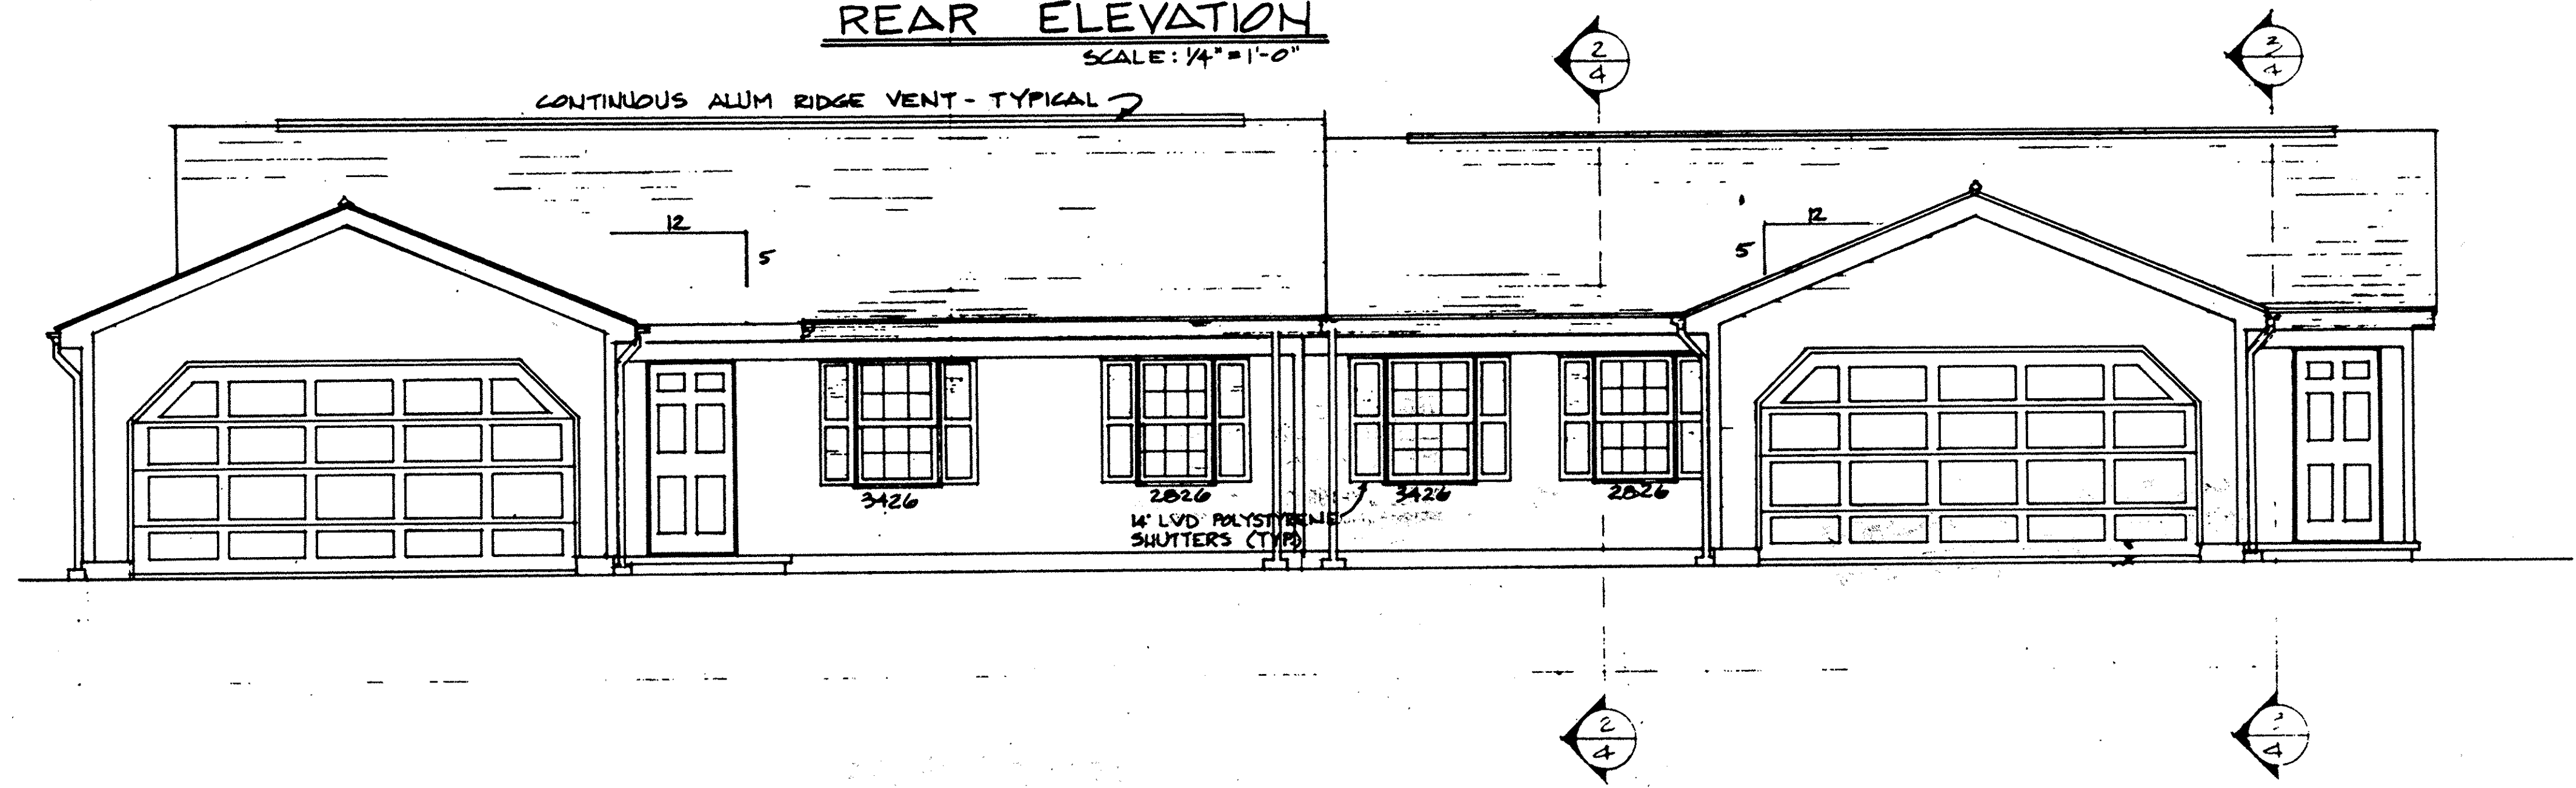 REAR ELEVATION
SCALE: 1/4" = 1'-0"
2
4
4
CONTINUOUS ALUM RIDGE VENT - TYPICAL
12
5
12
5
3426
2826
3426
2826
14" LVD POLYSTYRENE
SHUTTERS (TYP)
2
4
4